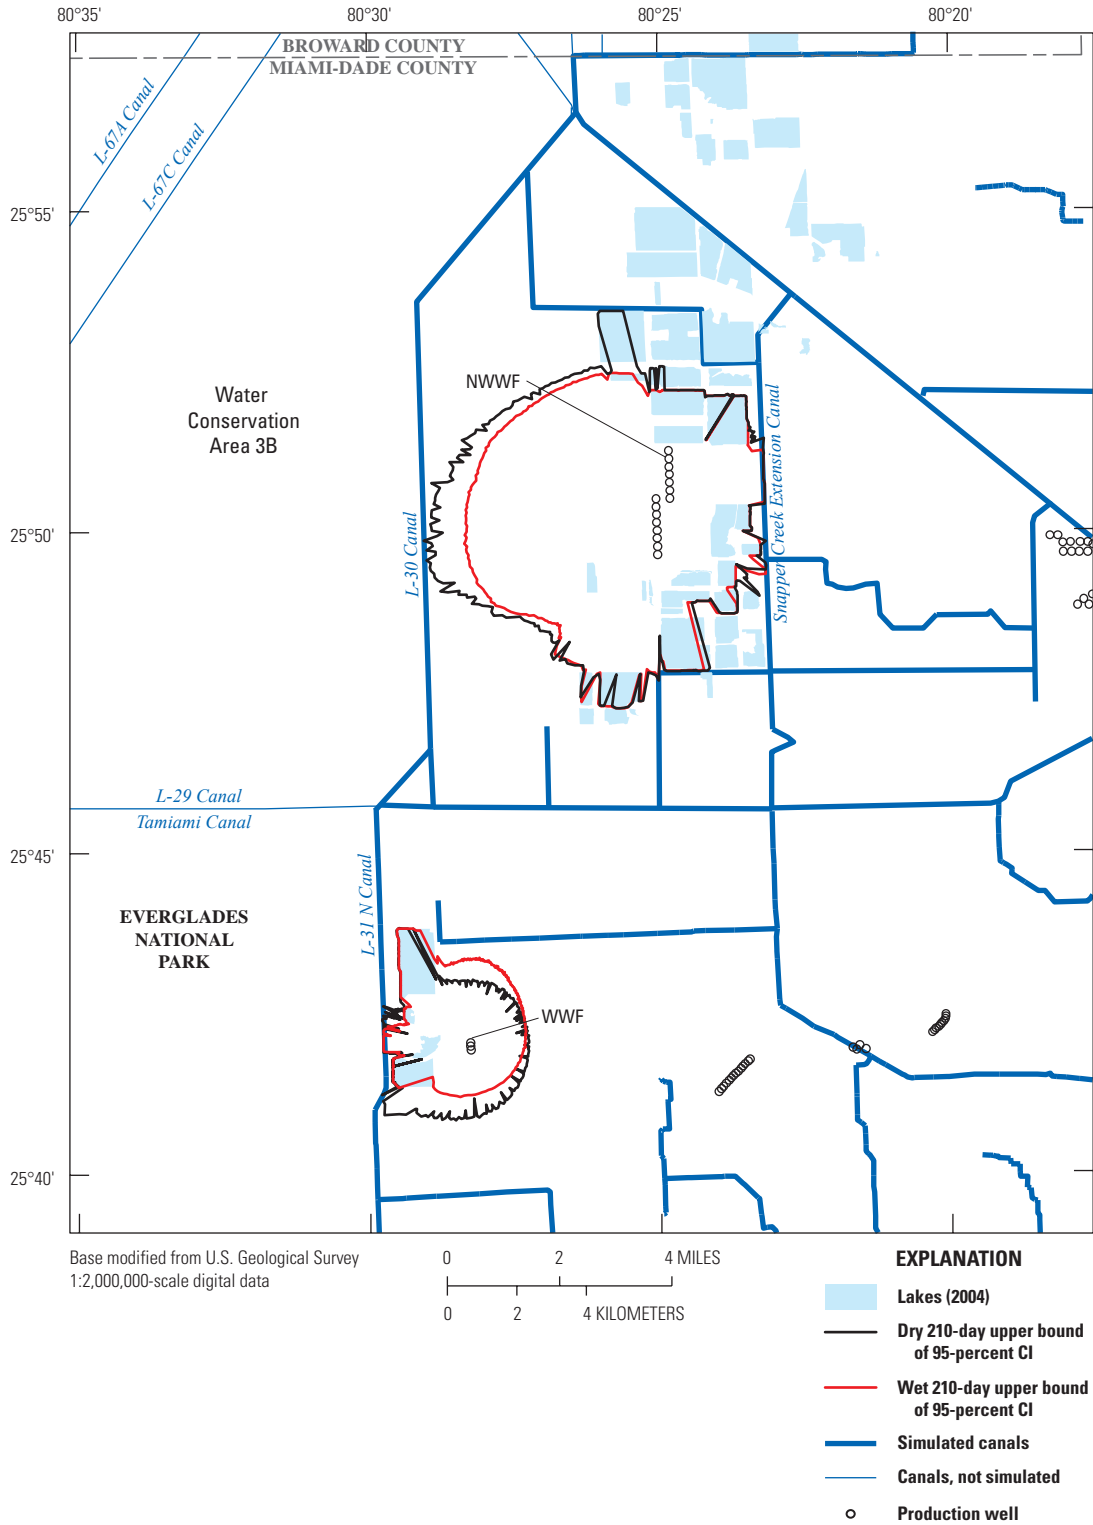 80°35'
80°30'
80°25'
80°20'
BROWARD COUNTY
MIAMI-DADE COUNTY
L-67A Canal
L-67C Canal
25°55'
Water
Conservation
Area 3B
NWWF
L-30 Canal
Snapper Creek Extension Canal
25°50'
L-29 Canal
Tamiami Canal
25°45'
L-31 N Canal
EVERGLADES
NATIONAL
PARK
WWF
25°40'
Base modified from U.S. Geological Survey
1:2,000,000-scale digital data
0 2 4 MILES
0 2 4 KILOMETERS
EXPLANATION
Lakes (2004)
Dry 210-day upper bound
of 95-percent CI
Wet 210-day upper bound
of 95-percent CI
Simulated canals
Canals, not simulated
Production well